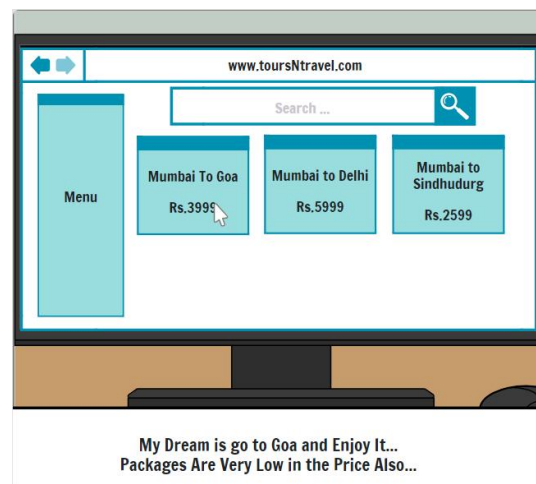 www.toursNtravel.com
Search ...
Menu
Mumbai To Goa
Rs.3999
Mumbai to Delhi
Rs.5999
Mumbai to
Sindhudurg
Rs.2599
My Dream is go to Goa and Enjoy It...
Packages Are Very Low in the Price Also...